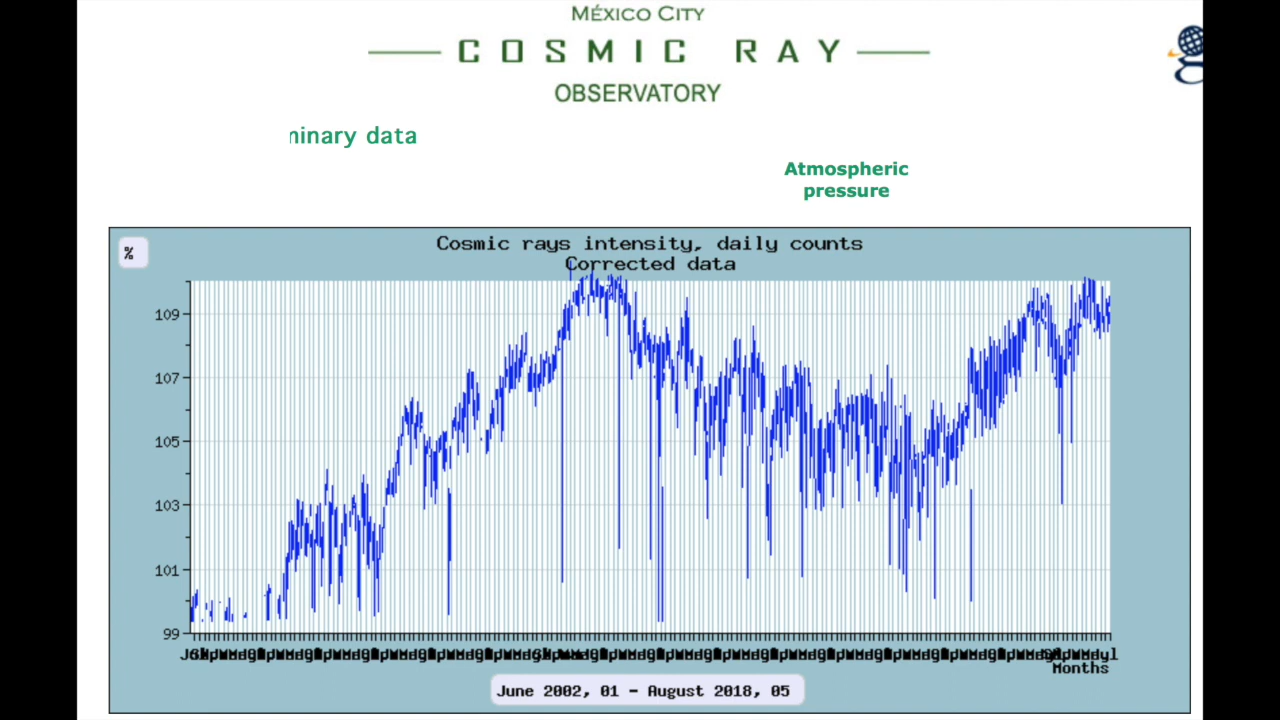 MÉXICO CITY
COSMIC RAY
OBSERVATORY
minary data
Atmospheric
pressure
%
Cosmic rays intensity, daily counts
Corrected data
109
107
105
103
101
99
Months
June 2002, 01 - August 2018, 05